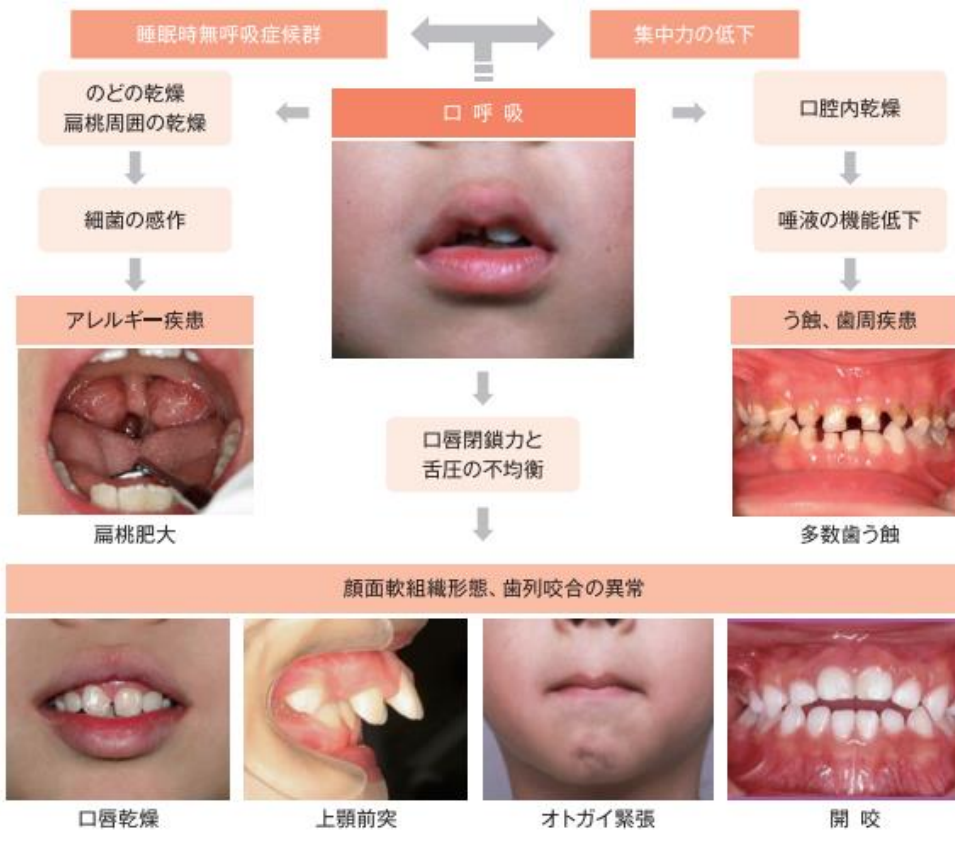 睡眠時無呼吸症候群
集中力の低下
のどの乾燥
扁桃周囲の乾燥
口 呼 吸
口腔内乾燥
細菌の感作
唾液の機能低下
アレルギー疾患
う蝕、歯周疾患
口唇閉鎖力と
舌圧の不均衡
扁桃肥大
多数歯う蝕
顔面軟組織形態、歯列咬合の異常
口唇乾燥
上顎前突
オトガイ緊張
開 咬